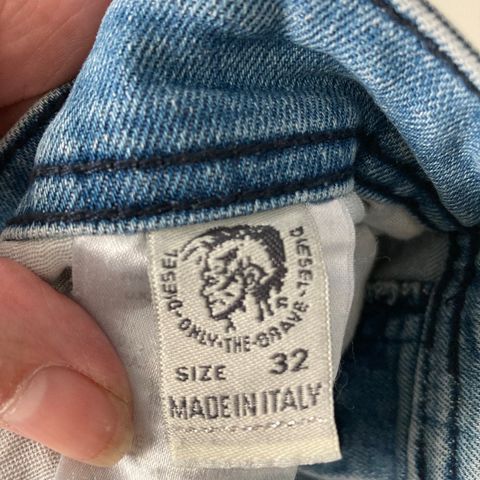 DIESEL·ONLY·THE·BRAVE·DIESEL
SIZE 32
MADE IN ITALY